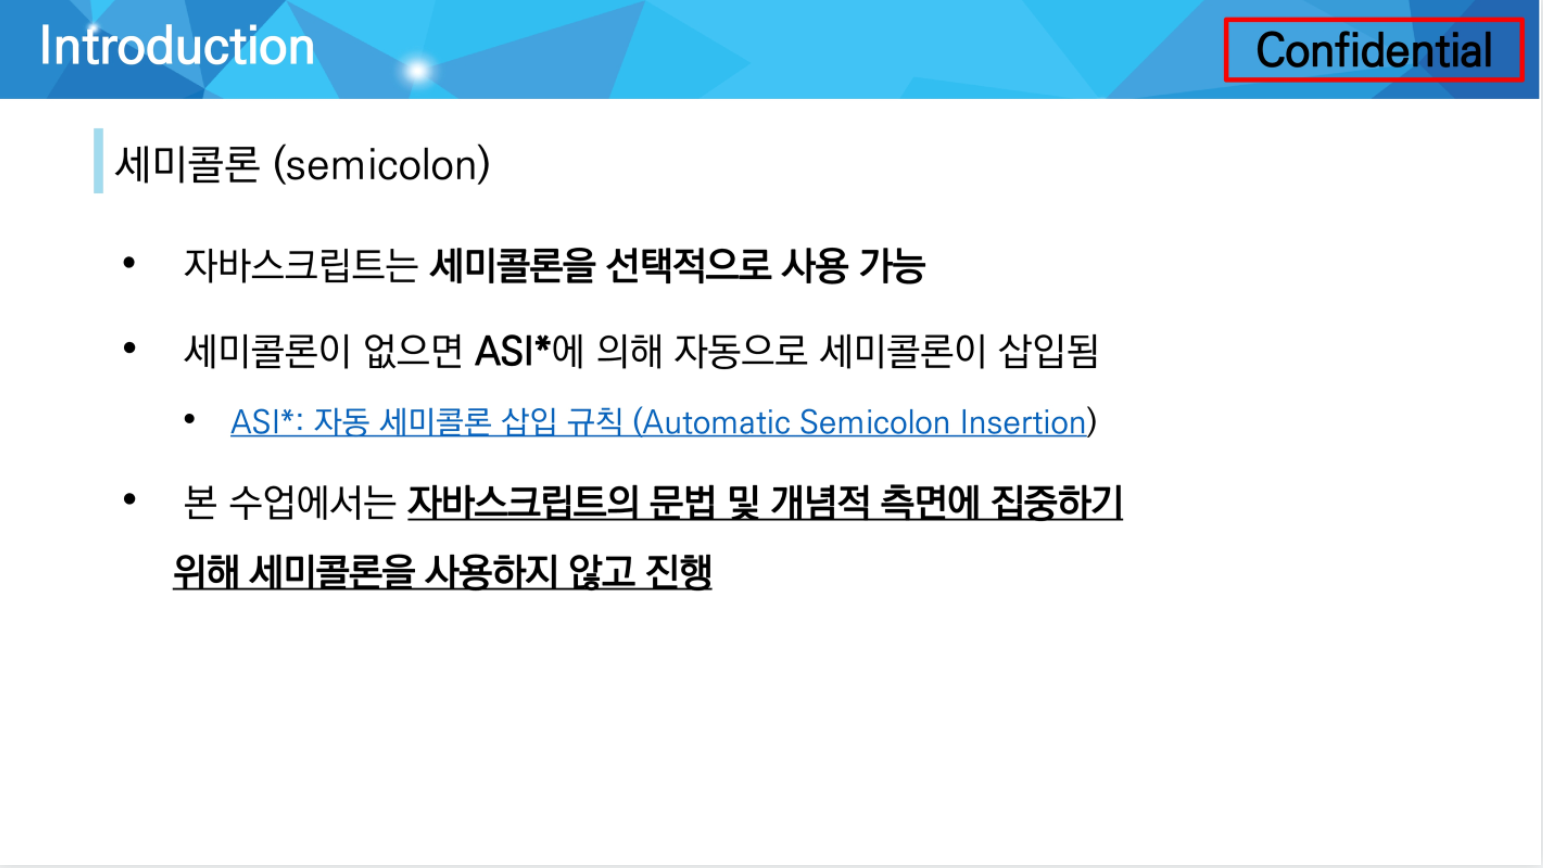 Introduction
Confidential
세미콜론 (semicolon)
• 자바스크립트는 세미콜론을 선택적으로 사용 가능
• 세미콜론이 없으면 ASI*에 의해 자동으로 세미콜론이 삽입됨
• ASI*: 자동 세미콜론 삽입 규칙 (Automatic Semicolon Insertion)
• 본 수업에서는 자바스크립트의 문법 및 개념적 측면에 집중하기
위해 세미콜론을 사용하지 않고 진행